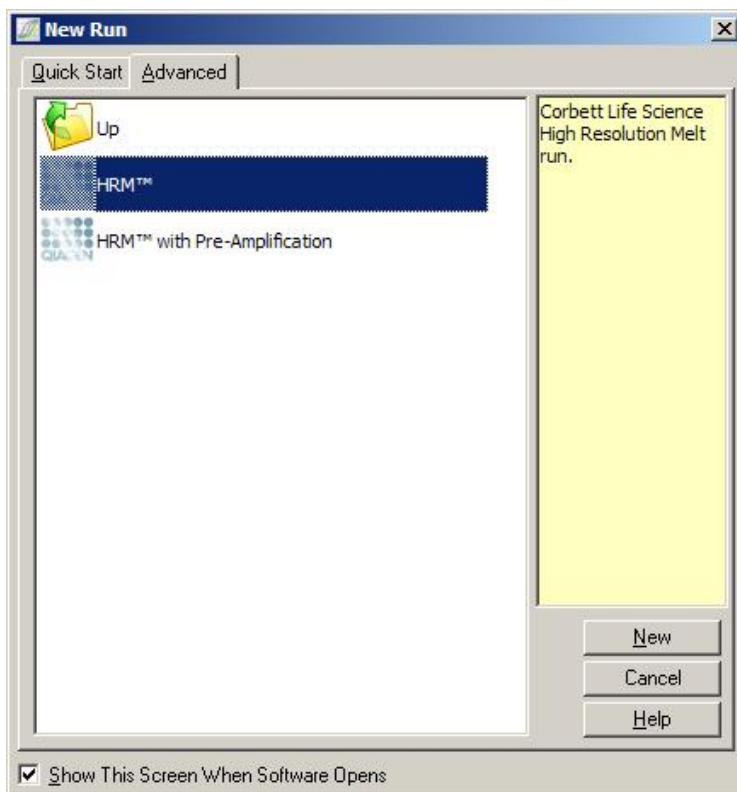 New Run
Quick Start
Advanced
Up
HRM™
QIAGEN
HRM™ with Pre-Amplification
Corbett Life Science
High Resolution Melt
run.
New
Cancel
Help
Show This Screen When Software Opens